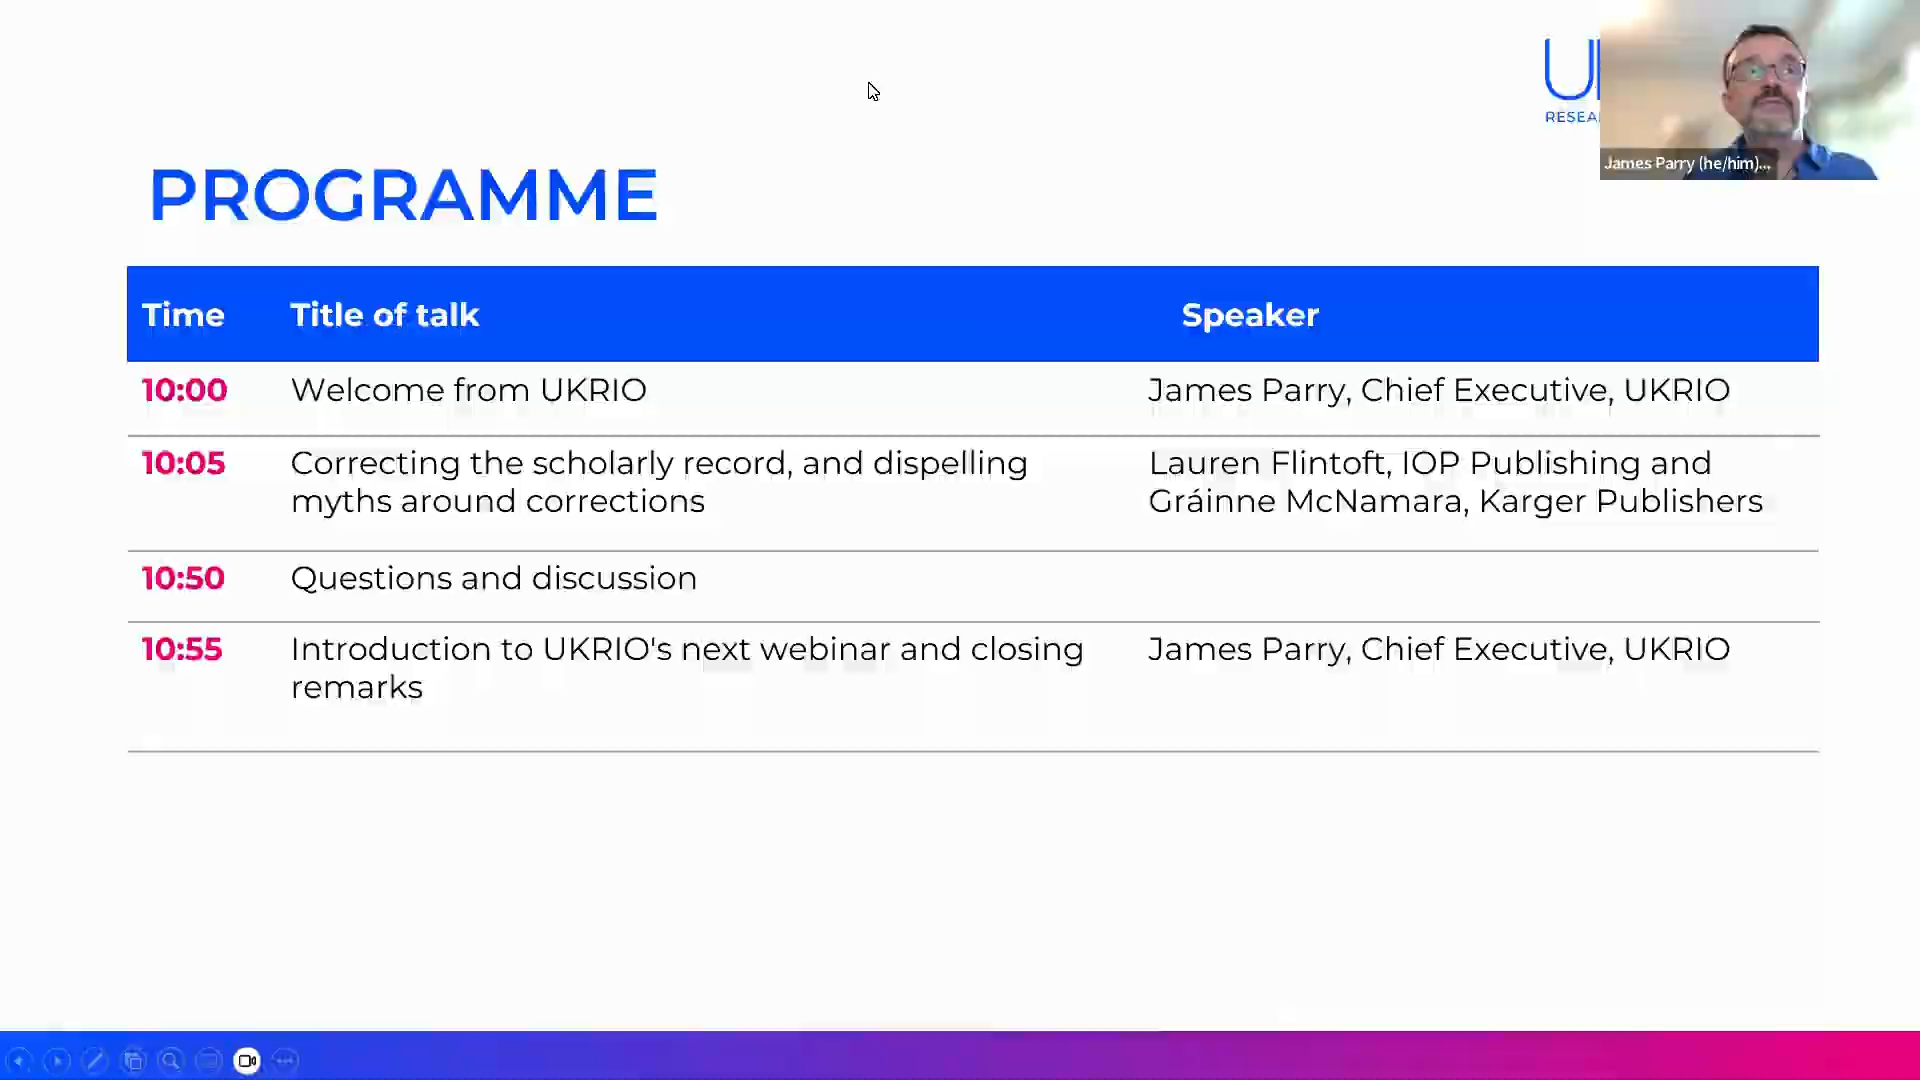 PROGRAMME
James Parry (he/him)...
Time Title of talk Speaker
10:00 Welcome from UKRIO James Parry, Chief Executive, UKRIO
10:05 Correcting the scholarly record, and dispelling Lauren Flintoft, IOP Publishing and
myths around corrections Gráinne McNamara, Karger Publishers
10:50 Questions and discussion
10:55 Introduction to UKRIO's next webinar and closing James Parry, Chief Executive, UKRIO
remarks